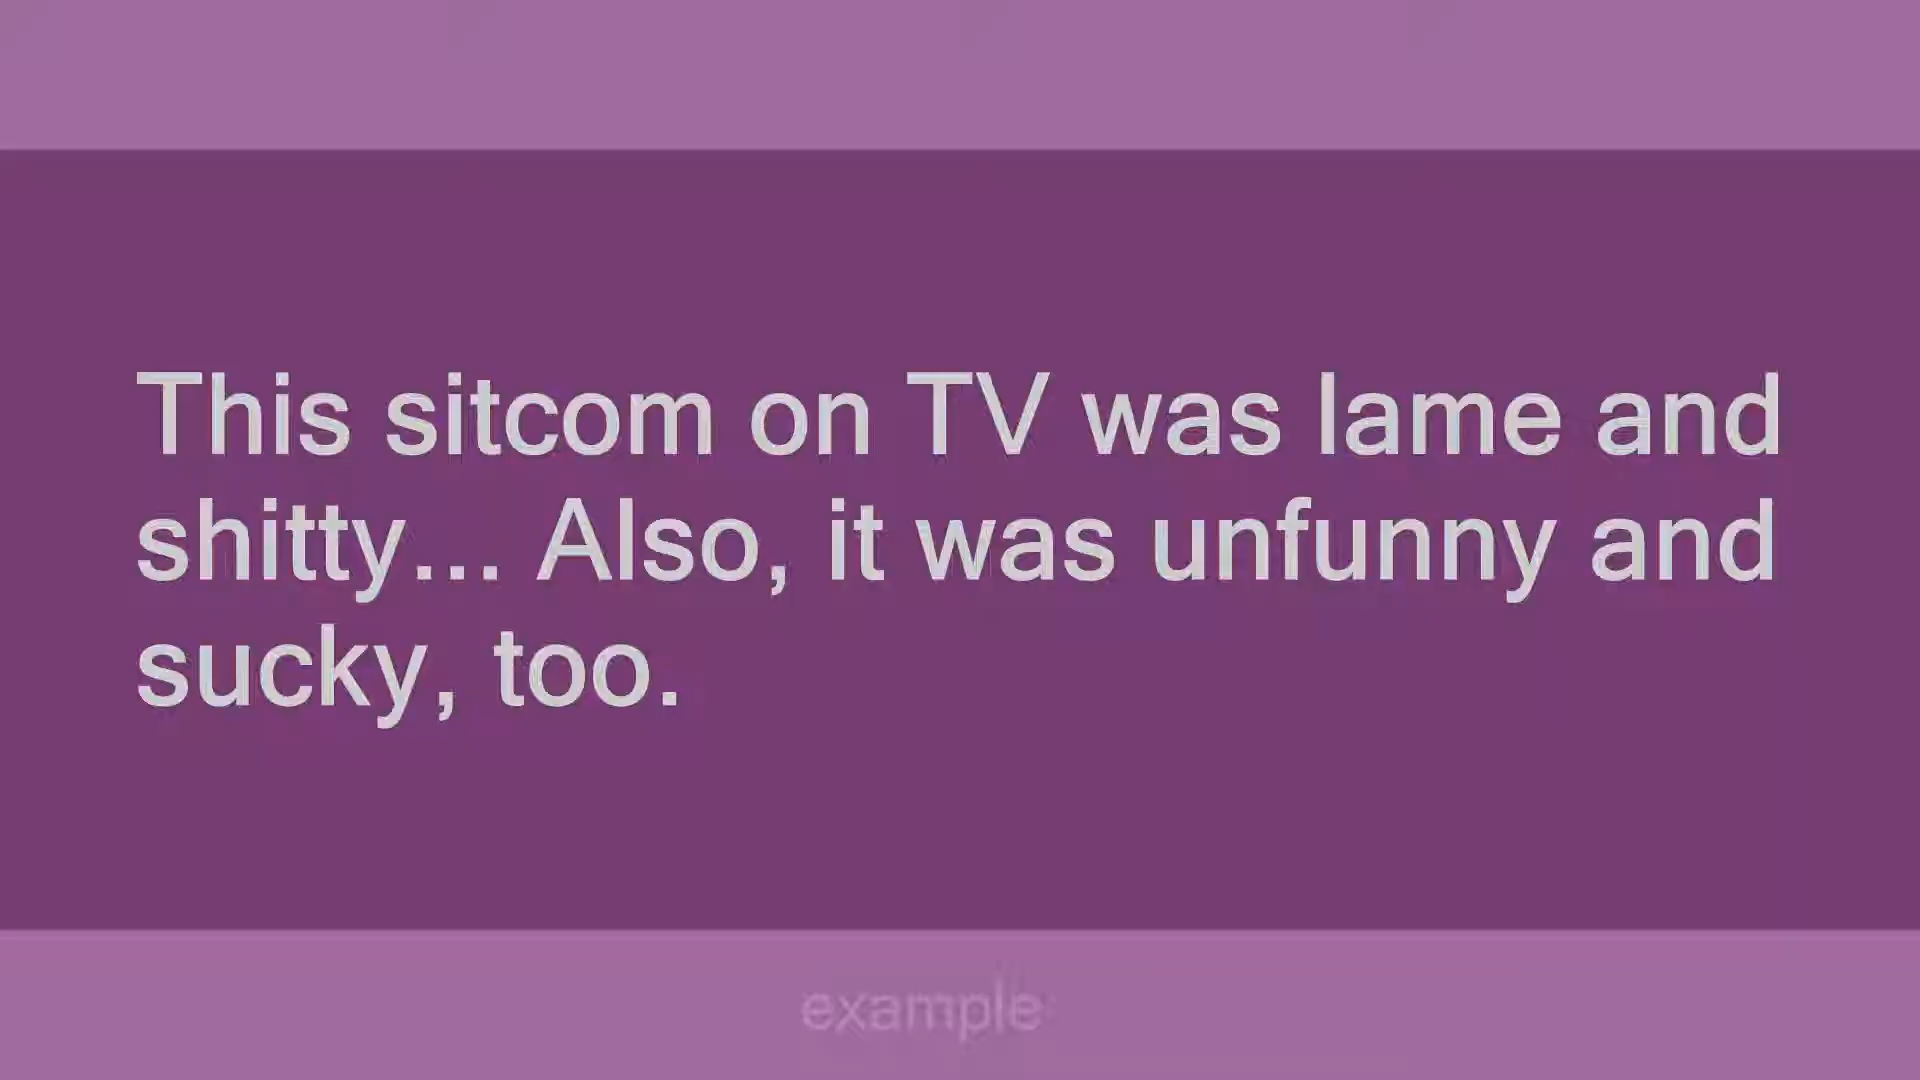 This sitcom on TV was lame and
shitty... Also, it was unfunny and
sucky, too.
example